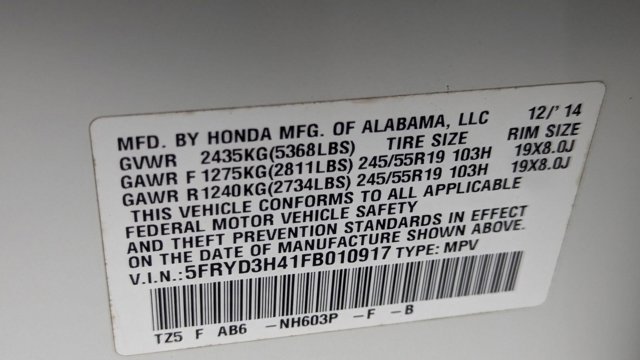 12/'14
MFD. BY HONDA MFG. OF ALABAMA, LLC
GVWR 2435KG(5368LBS) TIRE SIZE RIM SIZE
GAWR F 1275KG(2811LBS) 245/55R19 103H 19X8.0J
GAWR R 1240KG(2734LBS) 245/55R19 103H 19X8.0J
THIS VEHICLE CONFORMS TO ALL APPLICABLE
FEDERAL MOTOR VEHICLE SAFETY
AND THEFT PREVENTION STANDARDS IN EFFECT
ON THE DATE OF MANUFACTURE SHOWN ABOVE.
V.I.N.:5FRYD3H41FB010917 TYPE: MPV
TZ5 F AB6 -NH603P -F -B